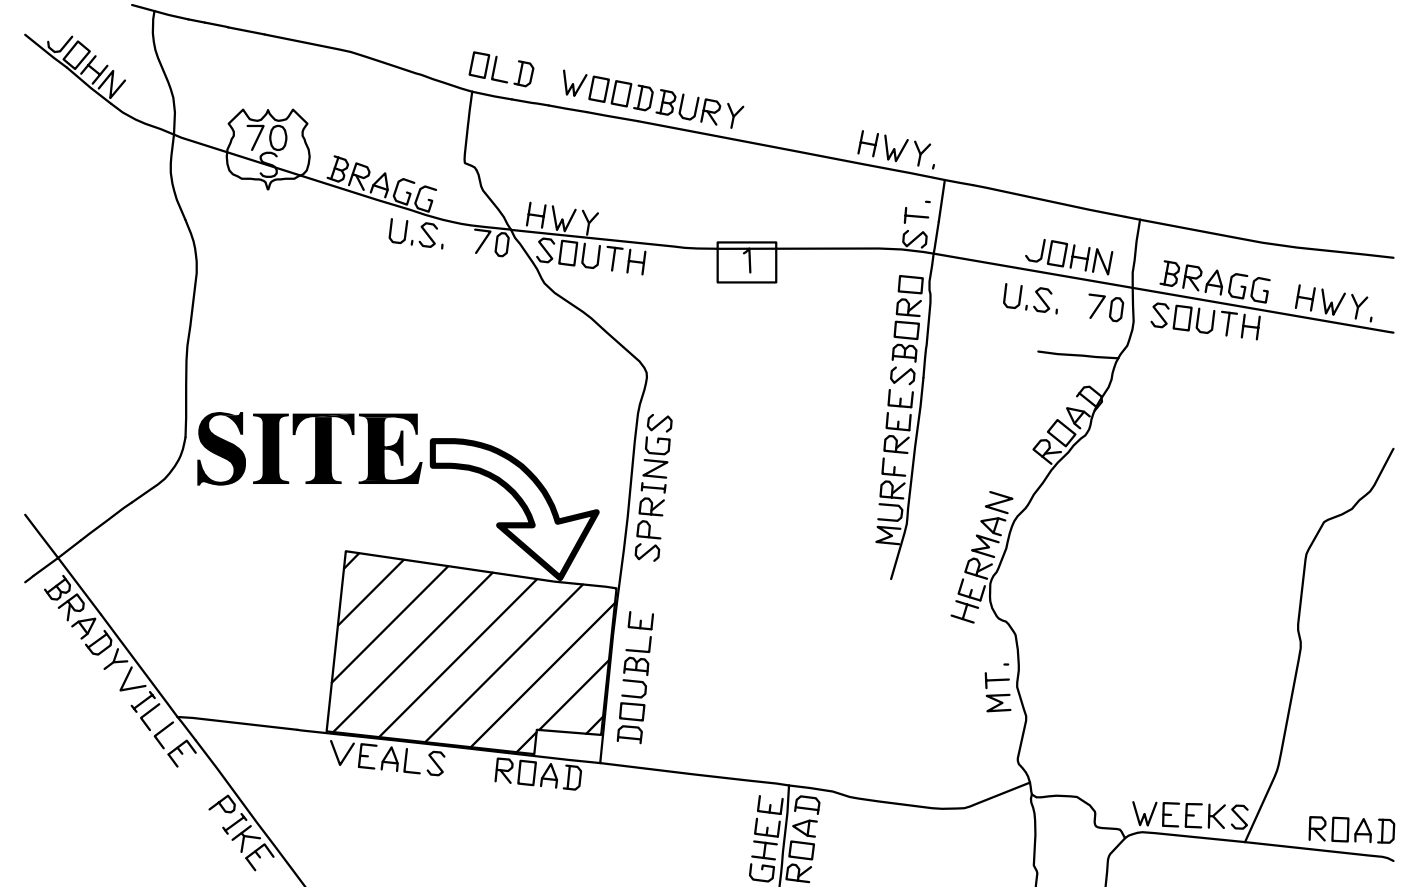 OLD WOODBURY HWY.
JOHN BRAGG HWY
70
S
U.S. 70 SOUTH
1
JOHN BRAGG HWY.
U.S. 70 SOUTH
MURFREESBORO ST.
MT. HERMAN ROAD
SITE
DOUBLE SPRINGS
BRADYVILLE PIKE
VEALS ROAD
GHEE
ROAD
WEEKS ROAD